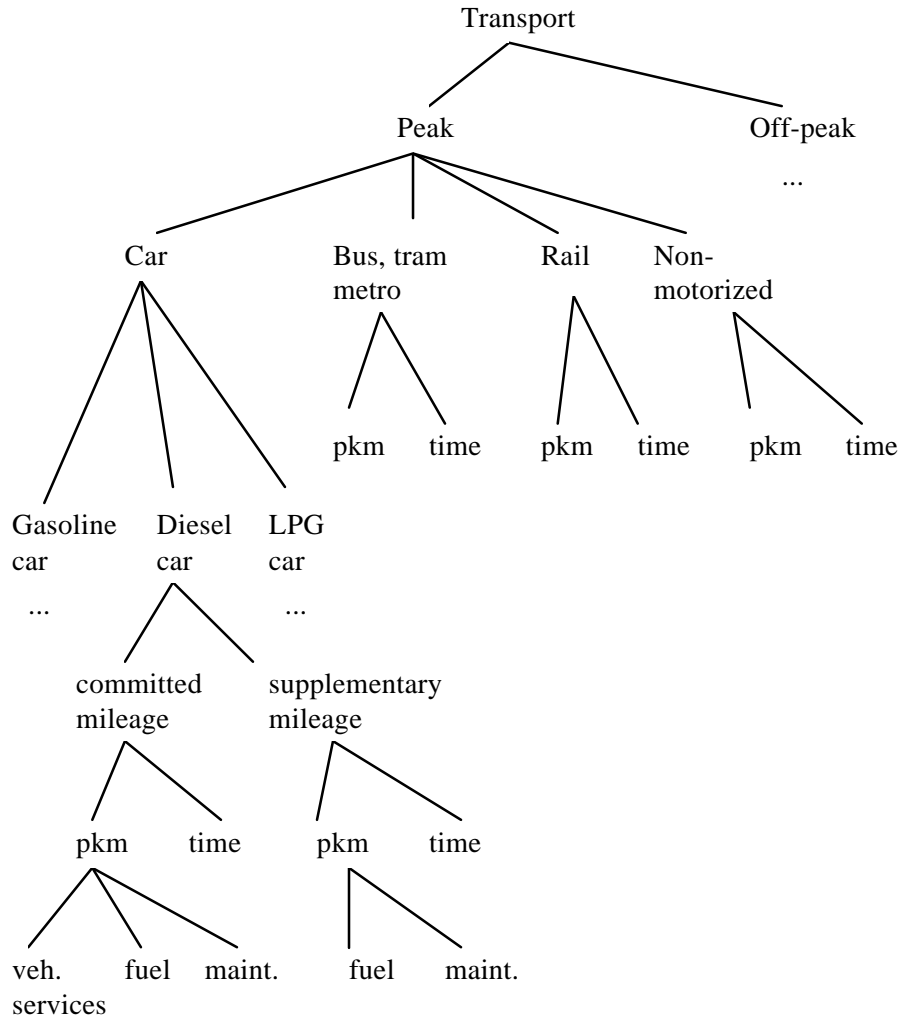 Transport
Peak
Off-peak
...
Car
Bus, tram
metro
Rail
Non-
motorized
pkm
time
pkm
time
pkm
time
Gasoline
car
...
Diesel
car
LPG
car
...
committed
mileage
supplementary
mileage
pkm
time
pkm
time
veh.
services
fuel
maint.
fuel
maint.